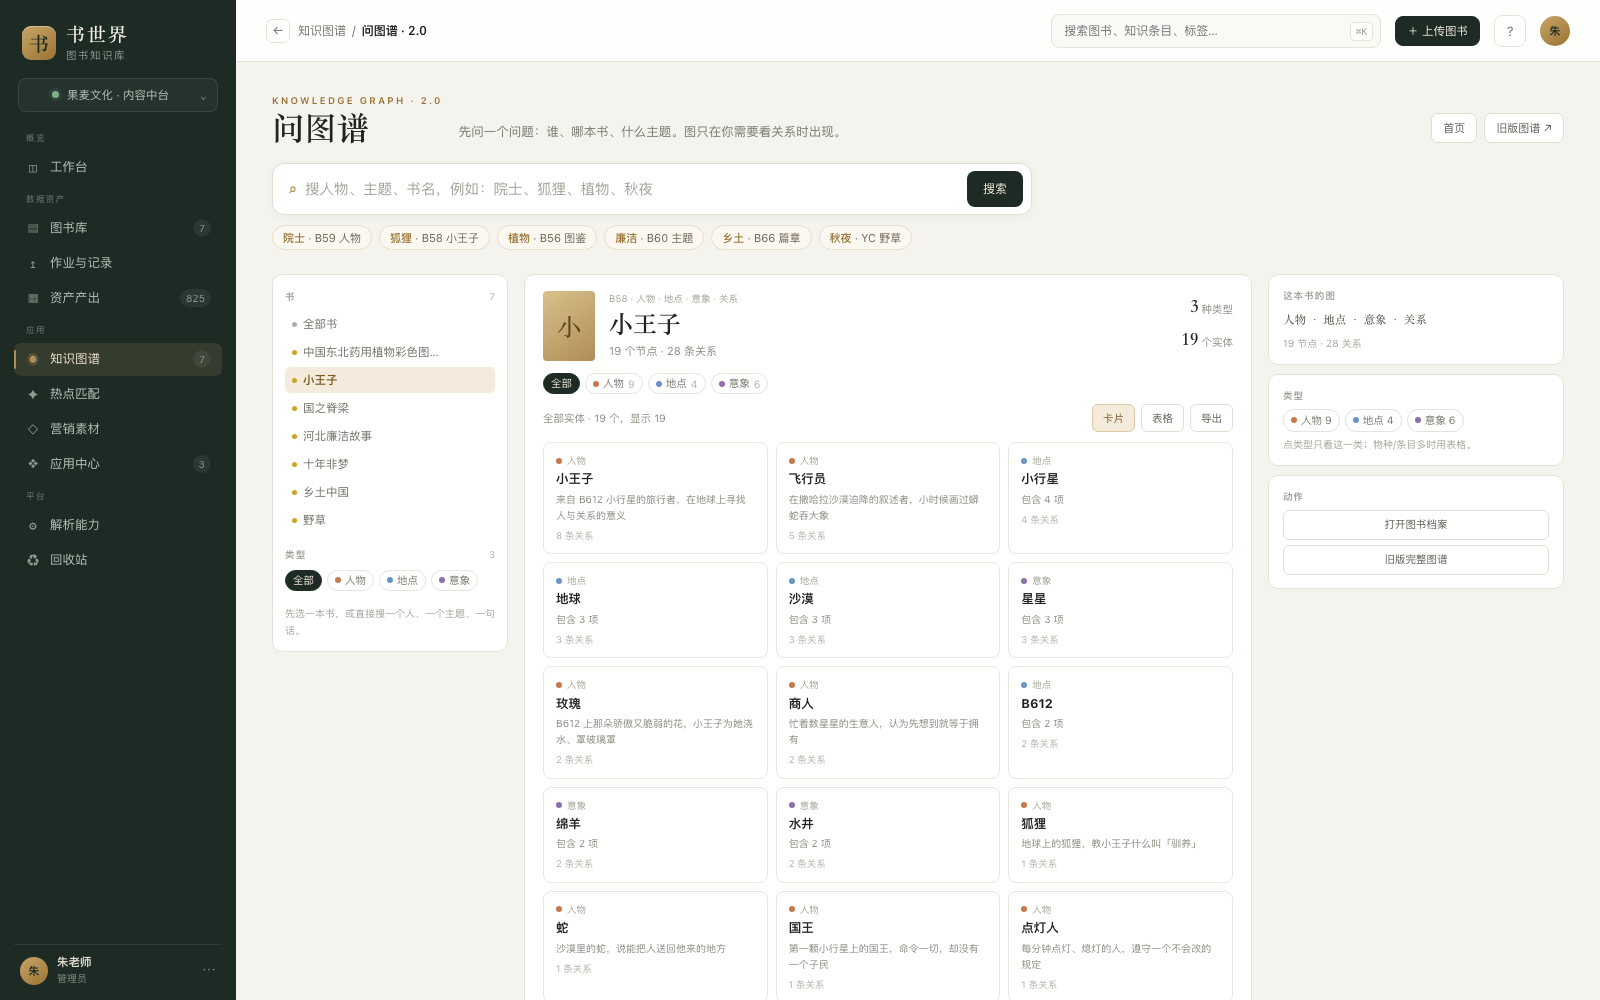 书 书世界
图书知识库
果麦文化 · 内容中台
概览
工作台
数据资产
图书库 7
作业与记录
资产产出 825
应用
知识图谱 7
热点匹配
营销素材
应用中心 3
平台
解析能力
回收站
朱 朱老师
管理员
← 知识图谱 / 问图谱 · 2.0
搜索图书、知识条目、标签... ⌘K
+ 上传图书
?
朱
KNOWLEDGE GRAPH · 2.0
问图谱
先问一个问题：谁、哪本书、什么主题。图只在你需要看关系时出现。
首页
旧版图谱 ↗
搜人物、主题、书名，例如：院士、狐狸、植物、秋夜
搜索
院士 · B59 人物
狐狸 · B58 小王子
植物 · B56 图鉴
廉洁 · B60 主题
乡土 · B66 篇章
秋夜 · YC 野草
书 7
全部书
中国东北药用植物彩色图...
小王子
国之脊梁
河北廉洁故事
十年非梦
乡土中国
野草
类型 3
全部 人物 地点 意象
先选一本书，或直接搜一个人、一个主题、一句
话。
小
B58 · 人物 · 地点 · 意象 · 关系
小王子
19 个节点 · 28 条关系
3 种类型
19 个实体
全部 人物 9 地点 4 意象 6
全部实体 · 19 个，显示 19
卡片 表格 导出
人物
小王子
来自 B612 小行星的旅行者，在地球上寻找
人与关系的意义
8 条关系
人物
飞行员
在撒哈拉沙漠迫降的叙述者，小时候画过蟒
蛇吞大象
5 条关系
地点
小行星
包含 4 项
4 条关系
地点
地球
包含 3 项
3 条关系
地点
沙漠
包含 3 项
3 条关系
意象
星星
包含 3 项
3 条关系
人物
玫瑰
B612 上那朵骄傲又脆弱的花，小王子为她浇
水、罩玻璃罩
2 条关系
人物
商人
忙着数星星的生意人，认为先想到就等于拥
有
2 条关系
地点
B612
包含 2 项
2 条关系
意象
绵羊
包含 2 项
2 条关系
意象
水井
包含 2 项
2 条关系
人物
狐狸
地球上的狐狸，教小王子什么叫「驯养」
1 条关系
人物
蛇
沙漠里的蛇，说能把人送回他来的地方
1 条关系
人物
国王
第一颗小行星上的国王，命令一切，却没有
一个子民
1 条关系
人物
点灯人
每分钟点灯、熄灯的人，遵守一个不会改的
规定
1 条关系
这本书的图
人物 · 地点 · 意象 · 关系
19 节点 · 28 关系
类型
人物 9 地点 4 意象 6
点类型只看这一类；物种/条目多时用表格。
动作
打开图书档案
旧版完整图谱